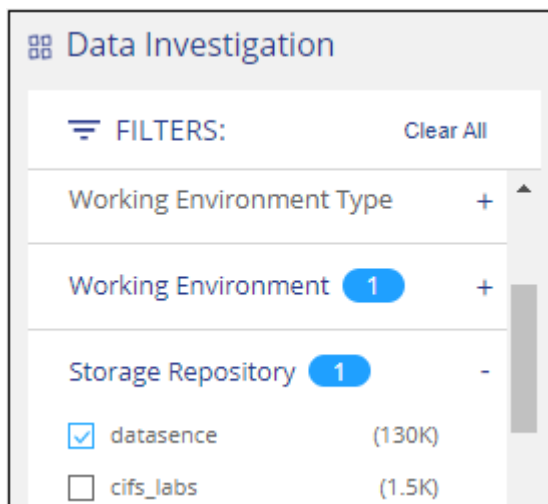 Data Investigation
FILTERS: Clear All
Working Environment Type +
Working Environment 1 +
Storage Repository 1 -
datasence (130K)
cifs_labs (1.5K)